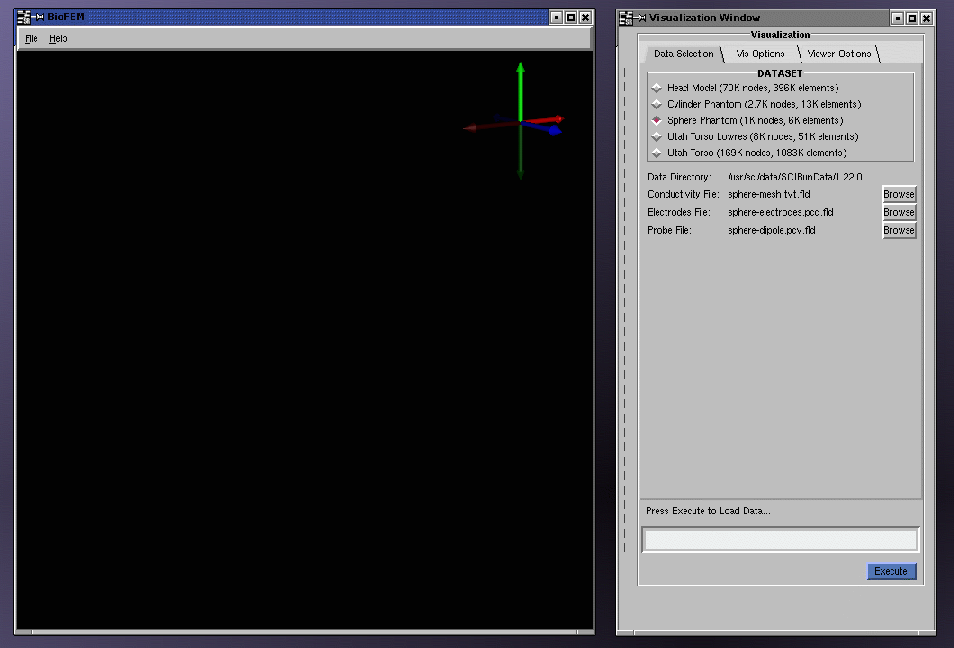 BioFEM
File Help
Visualization Window
Visualization
Data Selection Vis Options Viewer Options
DATASET
Head Model (70K nodes, 396K elements)
Cylinder Phantom (2.7K nodes, 13K elements)
Sphere Phantom (1K nodes, 6K elements)
Utah Torso Lowres (8K nodes, 51K elements)
Utah Torso (169K nodes, 1083K elements)
Data Directory: /usr/sci/data/SCIRunData/1.22.0
Conductivity File: sphere-mesh.tvt.fld Browse
Electrodes File: sphere-electrodes.pcd.fld Browse
Probe File: sphere-dipole.pcv.fld Browse
Press Execute to Load Data...
Execute